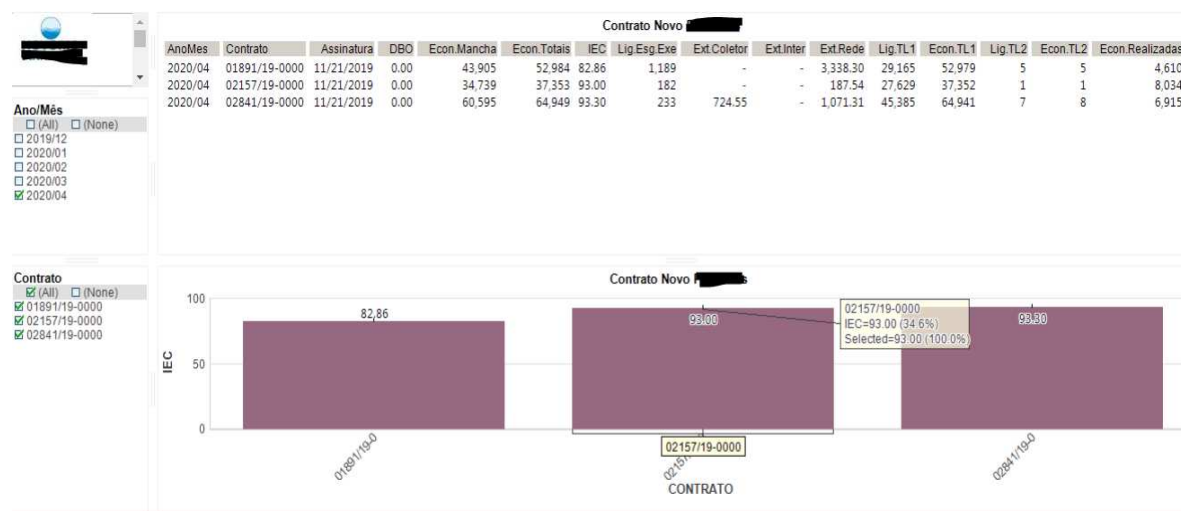 Contrato Novo
AnoMes Contrato Assinatura DBO Econ.Mancha Econ.Totais IEC Lig.Esg.Exe Ext.Coletor Ext.Inter Ext.Rede Lig.TL1 Econ.TL1 Lig.TL2 Econ.TL2 Econ.Realizadas
2020/04 01891/19-0000 11/21/2019 0.00 43,905 52,984 82.86 1,189 - - 3,338.30 29,165 52,979 5 5 4,610
2020/04 02157/19-0000 11/21/2019 0.00 34,739 37,353 93.00 182 - - 187.54 27,629 37,352 1 1 8,034
2020/04 02841/19-0000 11/21/2019 0.00 60,595 64,949 93.30 233 724.55 - 1,071.31 45,385 64,941 7 8 6,915
Ano/Mês
(All) (None)
2019/12
2020/01
2020/02
2020/03
2020/04
Contrato
(All) (None)
01891/19-0000
02157/19-0000
02841/19-0000
Contrato Novo
IEC
100
50
0
82,86
93.00
93.30
02157/19-0000
IEC=93.00 (34.6%)
Selected=93.00 (100.0%)
02157/19-0000
01891/19-0
02841/19-0
CONTRATO